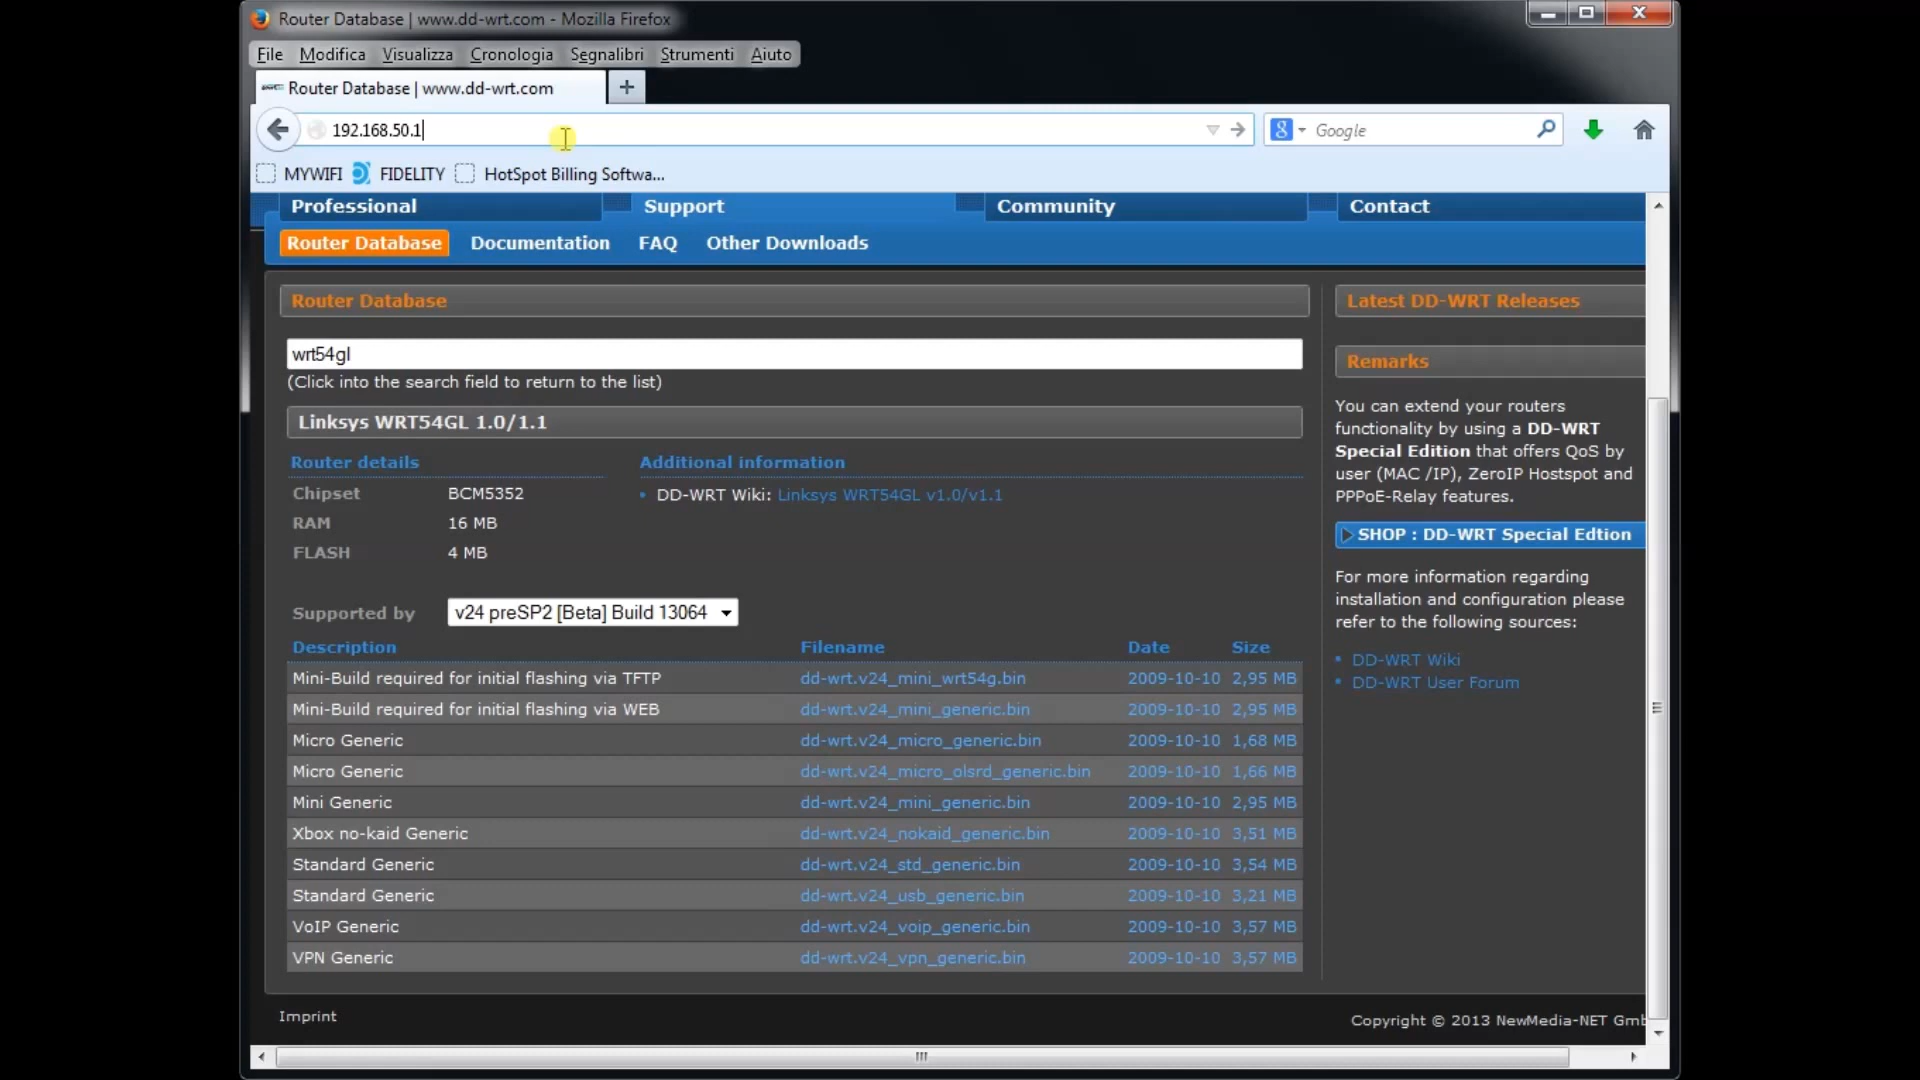 Router Database | www.dd-wrt.com - Mozilla Firefox
File Modifica Visualizza Cronologia Segnalibri Strumenti Aiuto
Router Database | www.dd-wrt.com
192.168.50.1
Google
MYWIFI FIDELITY HotSpot Billing Softwa...
Professional Support Community Contact
Router Database Documentation FAQ Other Downloads
Router Database
wrt54gl
(Click into the search field to return to the list)
Linksys WRT54GL 1.0/1.1
Router details Additional information
Chipset BCM5352 DD-WRT Wiki: Linksys WRT54GL v1.0/v1.1
RAM 16 MB
FLASH 4 MB
Supported by v24 preSP2 [Beta] Build 13064
Description Filename Date Size
Mini-Build required for initial flashing via TFTP dd-wrt.v24_mini_wrt54g.bin 2009-10-10 2,95 MB
Mini-Build required for initial flashing via WEB dd-wrt.v24_mini_generic.bin 2009-10-10 2,95 MB
Micro Generic dd-wrt.v24_micro_generic.bin 2009-10-10 1,68 MB
Micro Generic dd-wrt.v24_micro_olsrd_generic.bin 2009-10-10 1,66 MB
Mini Generic dd-wrt.v24_mini_generic.bin 2009-10-10 2,95 MB
Xbox no-kaid Generic dd-wrt.v24_nokaid_generic.bin 2009-10-10 3,51 MB
Standard Generic dd-wrt.v24_std_generic.bin 2009-10-10 3,54 MB
Standard Generic dd-wrt.v24_usb_generic.bin 2009-10-10 3,21 MB
VoIP Generic dd-wrt.v24_voip_generic.bin 2009-10-10 3,57 MB
VPN Generic dd-wrt.v24_vpn_generic.bin 2009-10-10 3,57 MB
Latest DD-WRT Releases
Remarks
You can extend your routers
functionality by using a DD-WRT
Special Edition that offers QoS by
user (MAC /IP), ZeroIP Hostspot and
PPPoE-Relay features.
SHOP : DD-WRT Special Edtion
For more information regarding
installation and configuration please
refer to the following sources:
DD-WRT Wiki
DD-WRT User Forum
Imprint
Copyright © 2013 NewMedia-NET Gmb